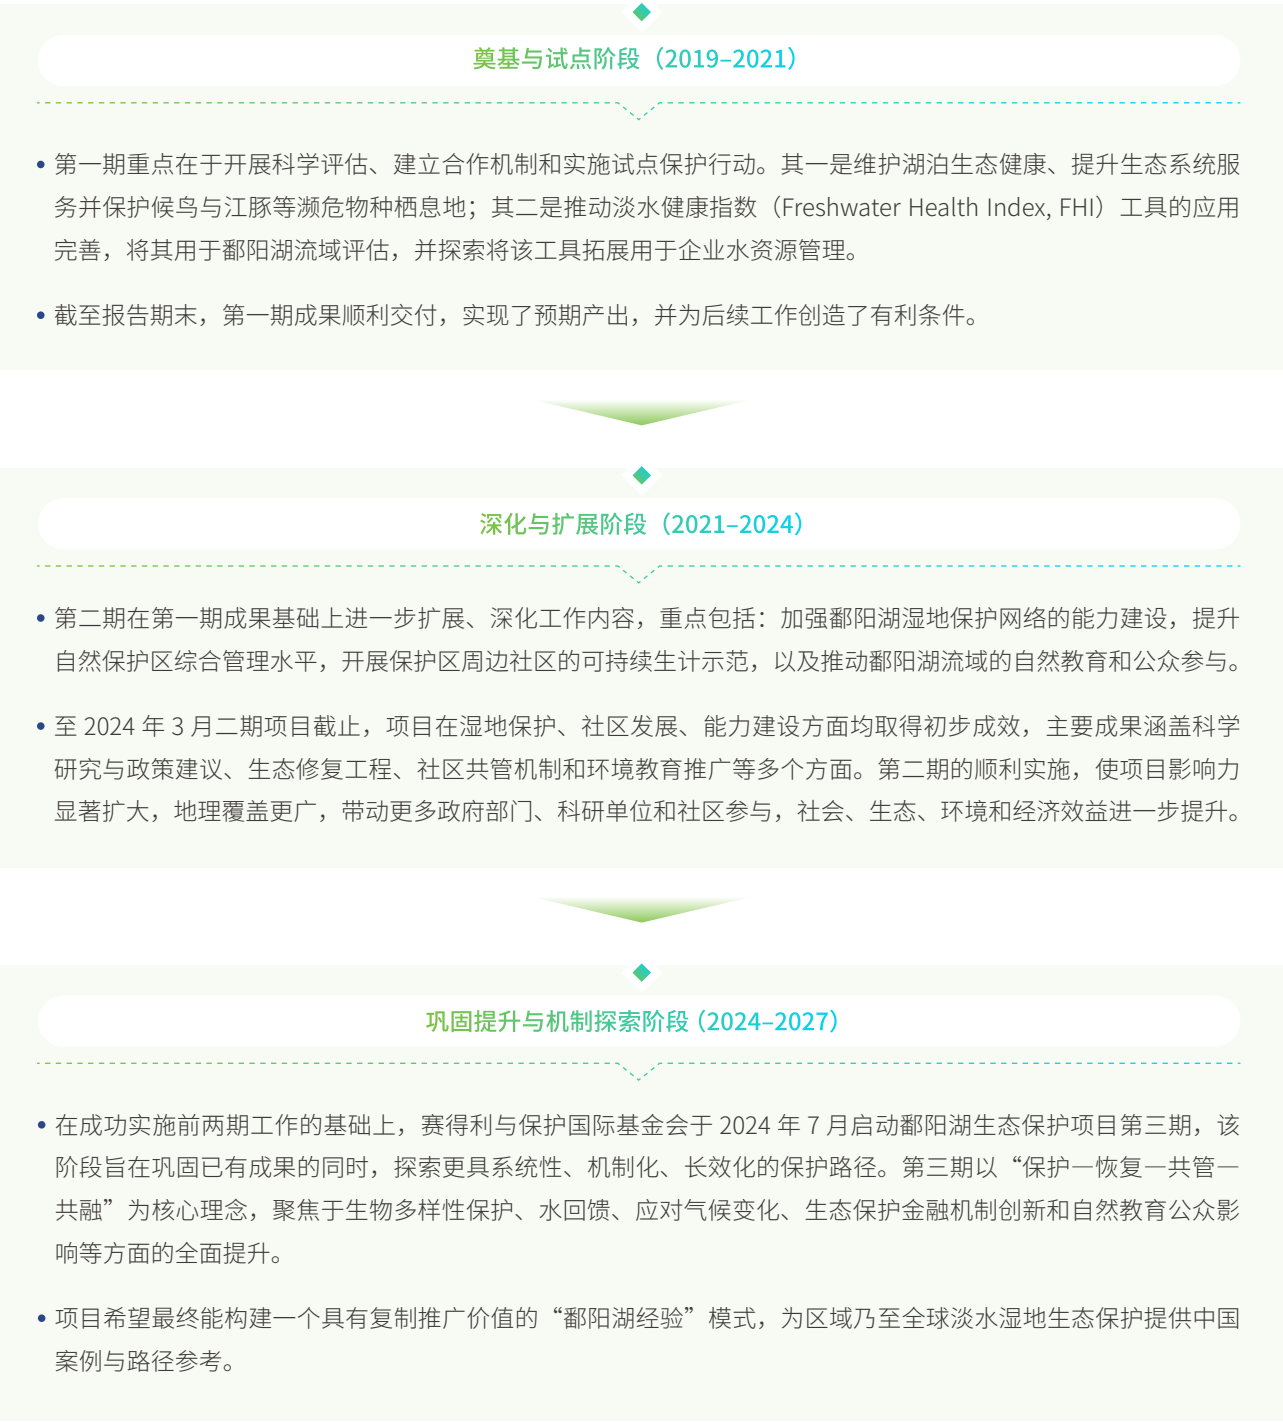 奠基与试点阶段（2019–2021）
• 第一期重点在于开展科学评估、建立合作机制和实施试点保护行动。其一是维护湖泊生态健康、提升生态系统服
务并保护候鸟与江豚等濒危物种栖息地；其二是推动淡水健康指数（Freshwater Health Index, FHI）工具的应用
完善，将其用于鄱阳湖流域评估，并探索将该工具拓展用于企业水资源管理。
• 截至报告期末，第一期成果顺利交付，实现了预期产出，并为后续工作创造了有利条件。
深化与扩展阶段（2021–2024）
• 第二期在第一期成果基础上进一步扩展、深化工作内容，重点包括：加强鄱阳湖湿地保护网络的能力建设，提升
自然保护区综合管理水平，开展保护区周边社区的可持续生计示范，以及推动鄱阳湖流域的自然教育和公众参与。
• 至 2024 年 3 月二期项目截止，项目在湿地保护、社区发展、能力建设方面均取得初步成效，主要成果涵盖科学
研究与政策建议、生态修复工程、社区共管机制和环境教育推广等多个方面。第二期的顺利实施，使项目影响力
显著扩大，地理覆盖更广，带动更多政府部门、科研单位和社区参与，社会、生态、环境和经济效益进一步提升。
巩固提升与机制探索阶段（2024–2027）
• 在成功实施前两期工作的基础上，赛得利与保护国际基金会于 2024 年 7 月启动鄱阳湖生态保护项目第三期，该
阶段旨在巩固已有成果的同时，探索更具系统性、机制化、长效化的保护路径。第三期以“保护—恢复—共管—
共融”为核心理念，聚焦于生物多样性保护、水回馈、应对气候变化、生态保护金融机制创新和自然教育公众影
响等方面的全面提升。
• 项目希望最终能构建一个具有复制推广价值的“鄱阳湖经验”模式，为区域乃至全球淡水湿地生态保护提供中国
案例与路径参考。